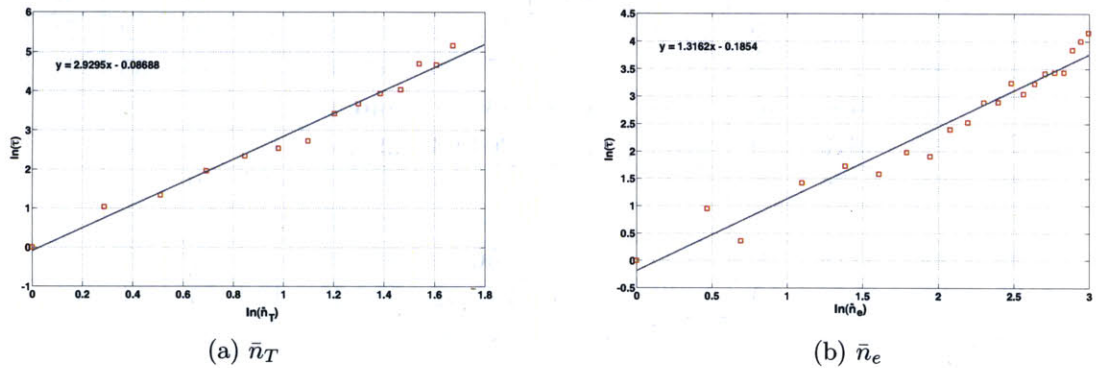 6
5
4
3
2
1
0
-1
ln(τ̄)
y = 2.9295x - 0.08688
0 0.2 0.4 0.6 0.8 1 1.2 1.4 1.6 1.8
ln(n̄_T)
(a) n̄_T
4.5
4
3.5
3
2.5
2
1.5
1
0.5
0
-0.5
ln(τ̄)
y = 1.3162x - 0.1854
0 0.5 1 1.5 2 2.5 3
ln(n̄_e)
(b) n̄_e